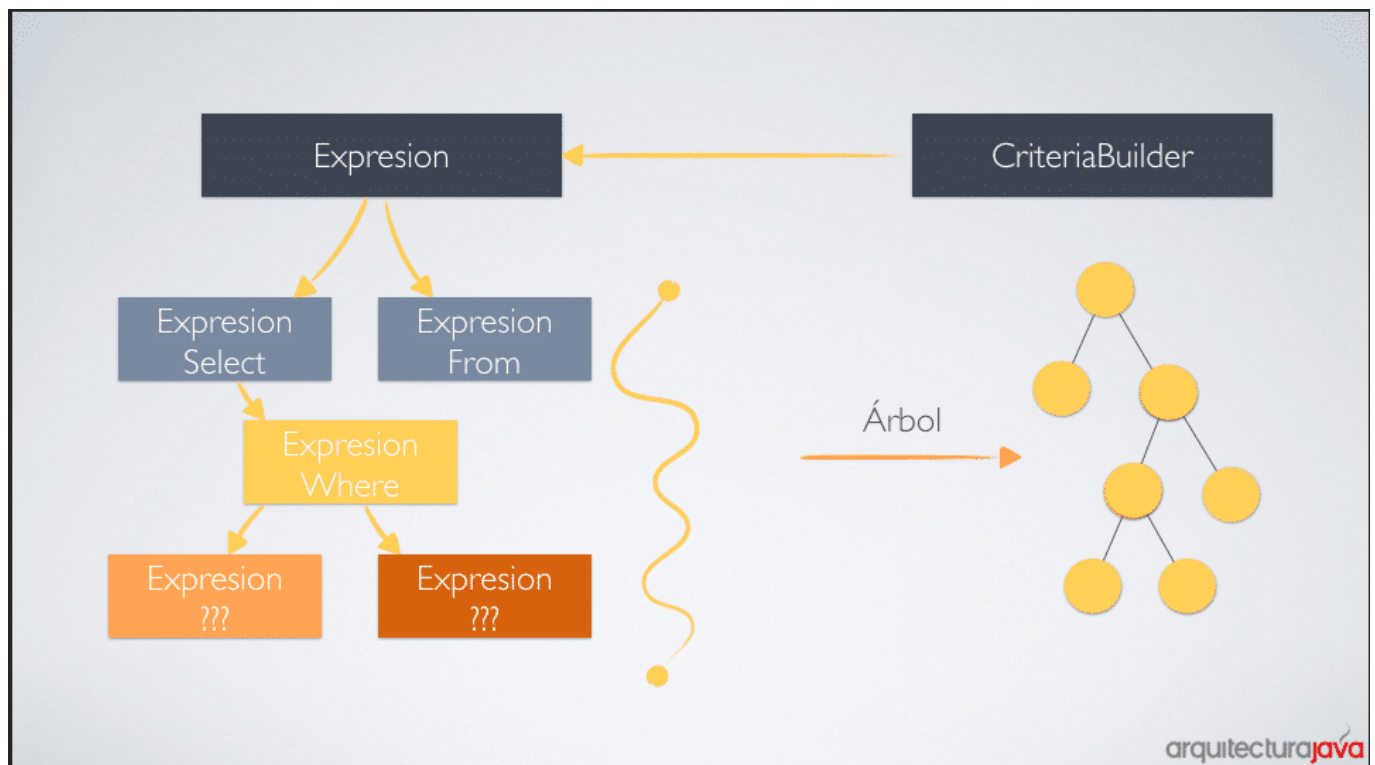 Expresion
CriteriaBuilder
Expresion
Select
Expresion
From
Expresion
Where
Expresion
???
Expresion
???
Árbol
arquitecturajava